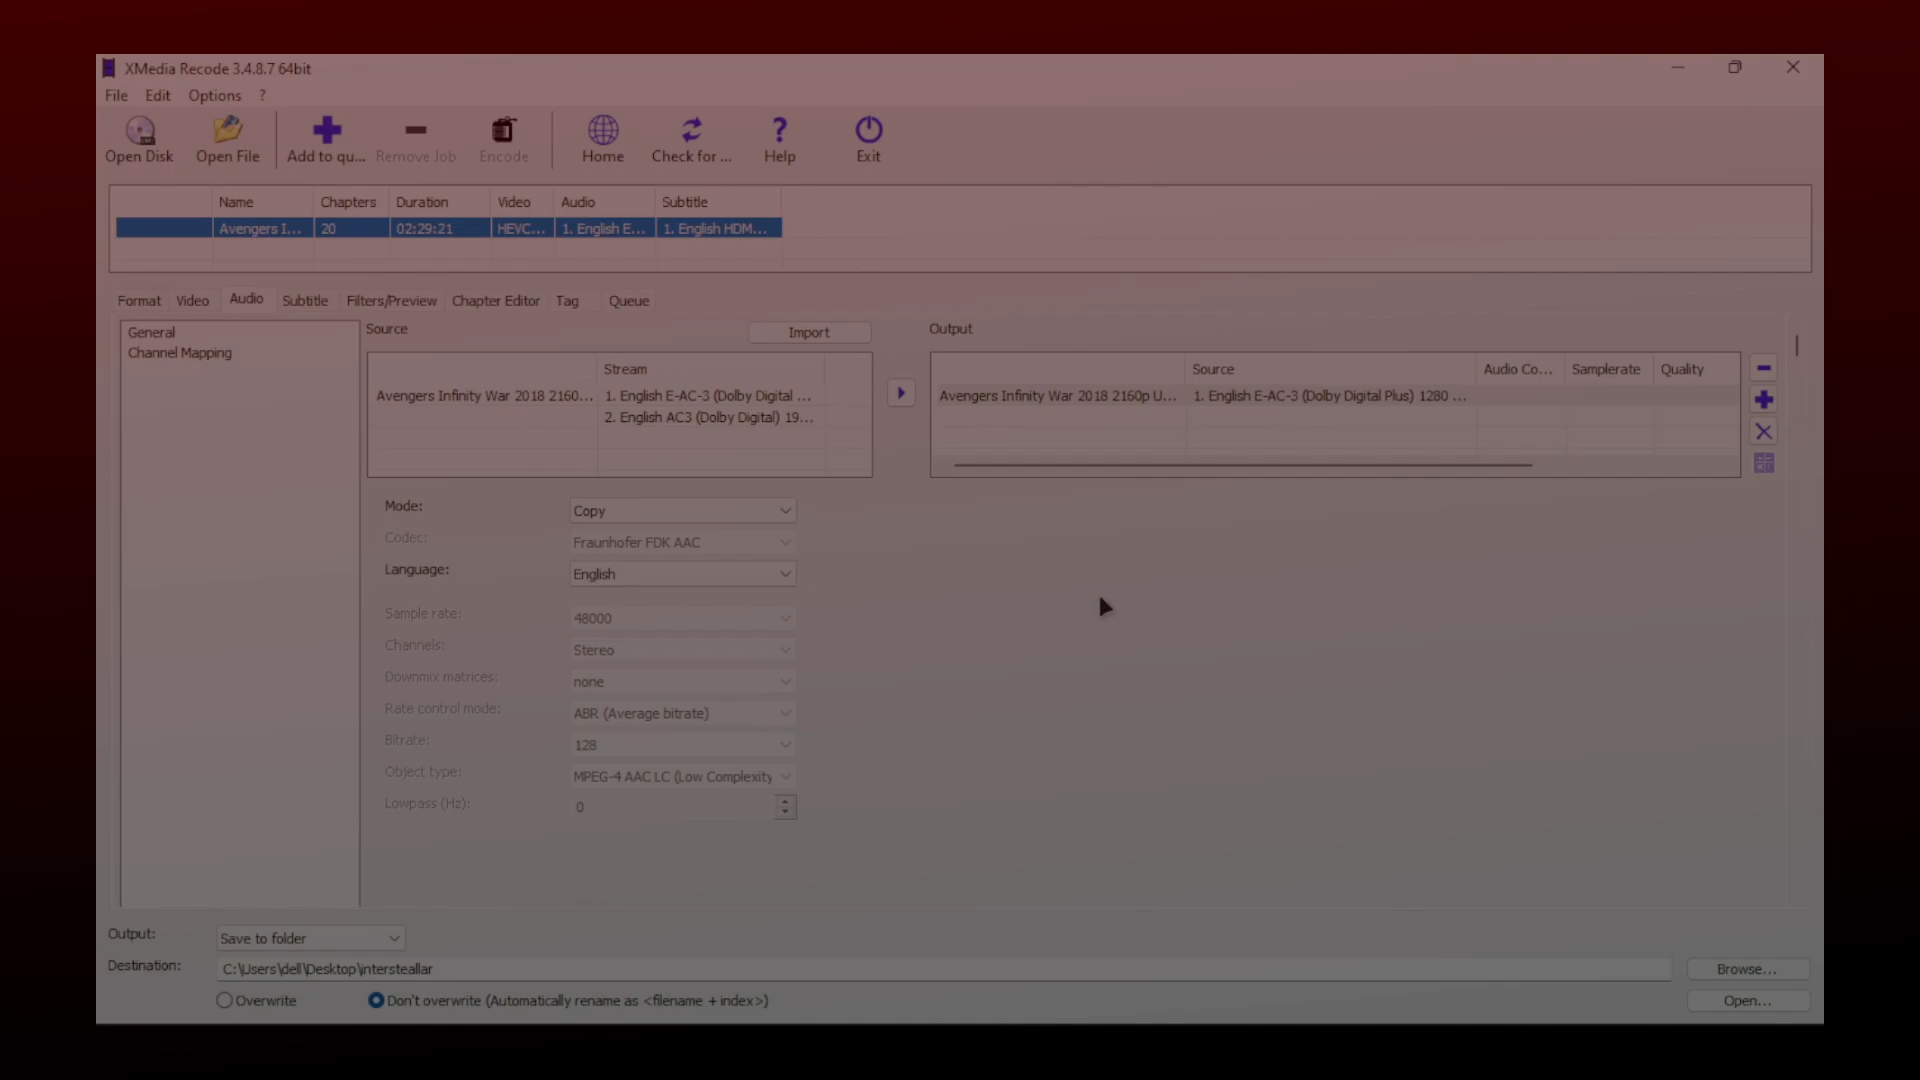 XMedia Recode 3.4.8.7 64bit
File Edit Options ?
Open Disk Open File Add to qu... Remove Job Encode Home Check for ... Help Exit
Name Chapters Duration Video Audio Subtitle
Avengers I... 20 02:29:21 HEVC... 1. English E... 1. English HDM...
Format Video Audio Subtitle Filters/Preview Chapter Editor Tag Queue
General
Channel Mapping
Source Import
Stream
Avengers Infinity War 2018 2160... 1. English E-AC-3 (Dolby Digital ...
2. English AC3 (Dolby Digital) 19...
Output
Source Audio Co... Samplerate Quality
Avengers Infinity War 2018 2160p U... 1. English E-AC-3 (Dolby Digital Plus) 1280 ...
Mode: Copy
Codec: Fraunhofer FDK AAC
Language: English
Sample rate: 48000
Channels: Stereo
Downmix matrices: none
Rate control mode: ABR (Average bitrate)
Bitrate: 128
Object type: MPEG-4 AAC LC (Low Complexity
Lowpass (Hz): 0
Output: Save to folder
Destination: C:\Users\dell\Desktop\intersteallar Browse...
Overwrite Don't overwrite (Automatically rename as <filename + index>) Open...